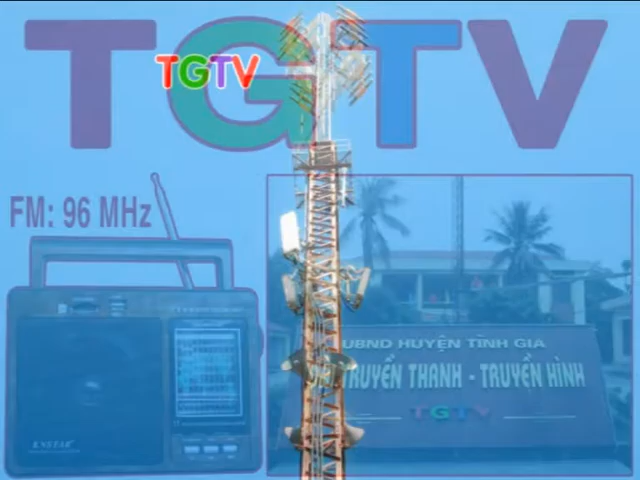 TGTV
TGTV
FM: 96 MHz
UBND HUYỆN TĨNH GIA
TRUYỀN THANH - TRUYỀN HÌNH
TGTV